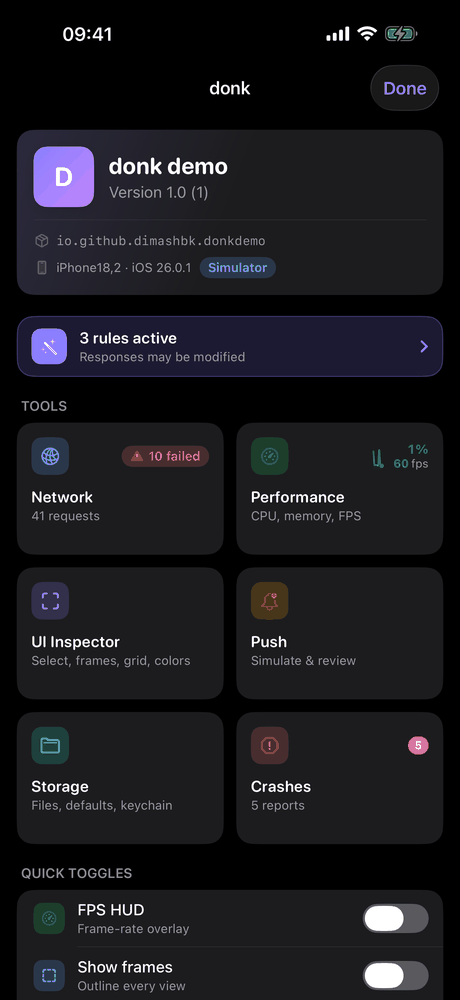 09:41
donk
Done
D
donk demo
Version 1.0 (1)
io.github.dimashbk.donkdemo
iPhone18,2 · iOS 26.0.1
Simulator
3 rules active
Responses may be modified
TOOLS
10 failed
Network
41 requests
1%
60 fps
Performance
CPU, memory, FPS
UI Inspector
Select, frames, grid, colors
Push
Simulate & review
Storage
Files, defaults, keychain
5
Crashes
5 reports
QUICK TOGGLES
FPS HUD
Frame-rate overlay
Show frames
Outline every view